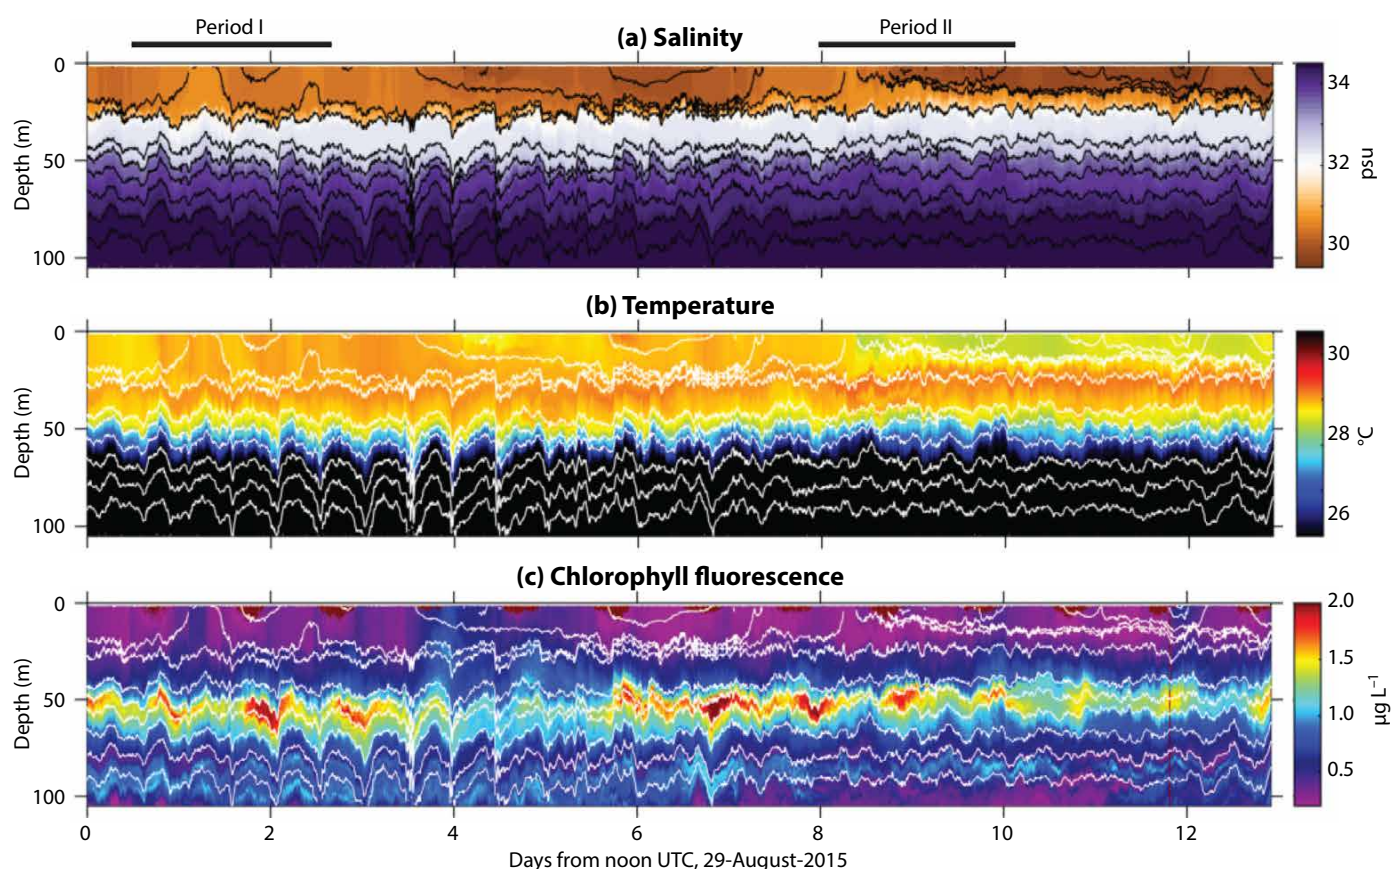 Period I
Period II
(a) Salinity
0
50
100
Depth (m)
34
32
30
psu
(b) Temperature
0
50
100
Depth (m)
30
28
26
°C
(c) Chlorophyll fluorescence
0
50
100
Depth (m)
2.0
1.5
1.0
0.5
µg L⁻¹
0 2 4 6 8 10 12
Days from noon UTC, 29-August-2015